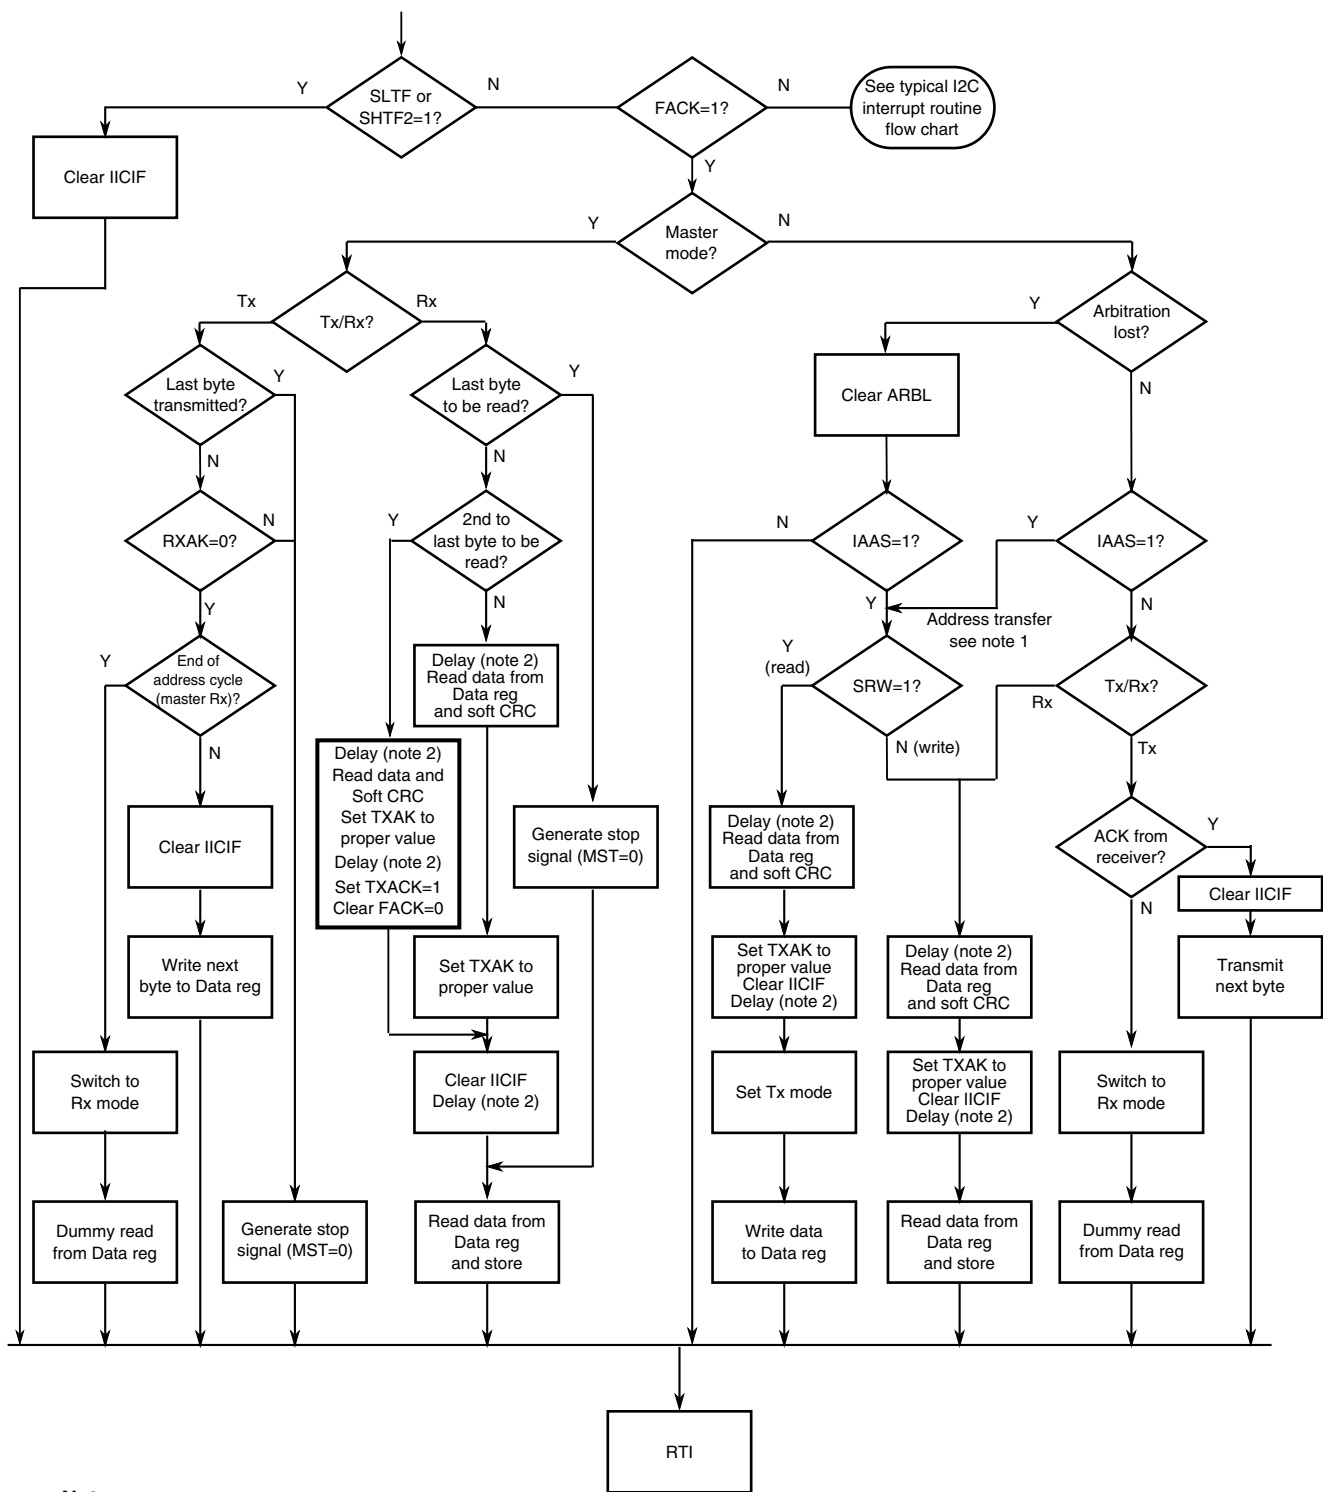 Y
SLTF or
SHTF2=1?
N
FACK=1?
N
See typical I2C
interrupt routine
flow chart
Clear IICIF
Y
Y
Master
mode?
N
Tx
Tx/Rx?
Rx
Y
Arbitration
lost?
Last byte
transmitted?
Y
Last byte
to be read?
Y
Clear ARBL
N
N
N
RXAK=0?
N
Y
2nd to
last byte to be
read?
N
IAAS=1?
Y
IAAS=1?
Y
N
Y
N
Address transfer
see note 1
Y
End of
address cycle
(master Rx)?
Delay (note 2)
Read data from
Data reg
and soft CRC
Y
(read)
SRW=1?
Rx
Tx/Rx?
N
N (write)
Tx
Delay (note 2)
Read data and
Soft CRC
Set TXAK to
proper value
Delay (note 2)
Set TXACK=1
Clear FACK=0
Clear IICIF
Generate stop
signal (MST=0)
Delay (note 2)
Read data from
Data reg
and soft CRC
ACK from
receiver?
Y
Clear IICIF
N
Write next
byte to Data reg
Set TXAK to
proper value
Set TXAK to
proper value
Clear IICIF
Delay (note 2)
Delay (note 2)
Read data from
Data reg
and soft CRC
Transmit
next byte
Switch to
Rx mode
Clear IICIF
Delay (note 2)
Set Tx mode
Set TXAK to
proper value
Clear IICIF
Delay (note 2)
Switch to
Rx mode
Dummy read
from Data reg
Generate stop
signal (MST=0)
Read data from
Data reg
and store
Write data
to Data reg
Read data from
Data reg
and store
Dummy read
from Data reg
RTI